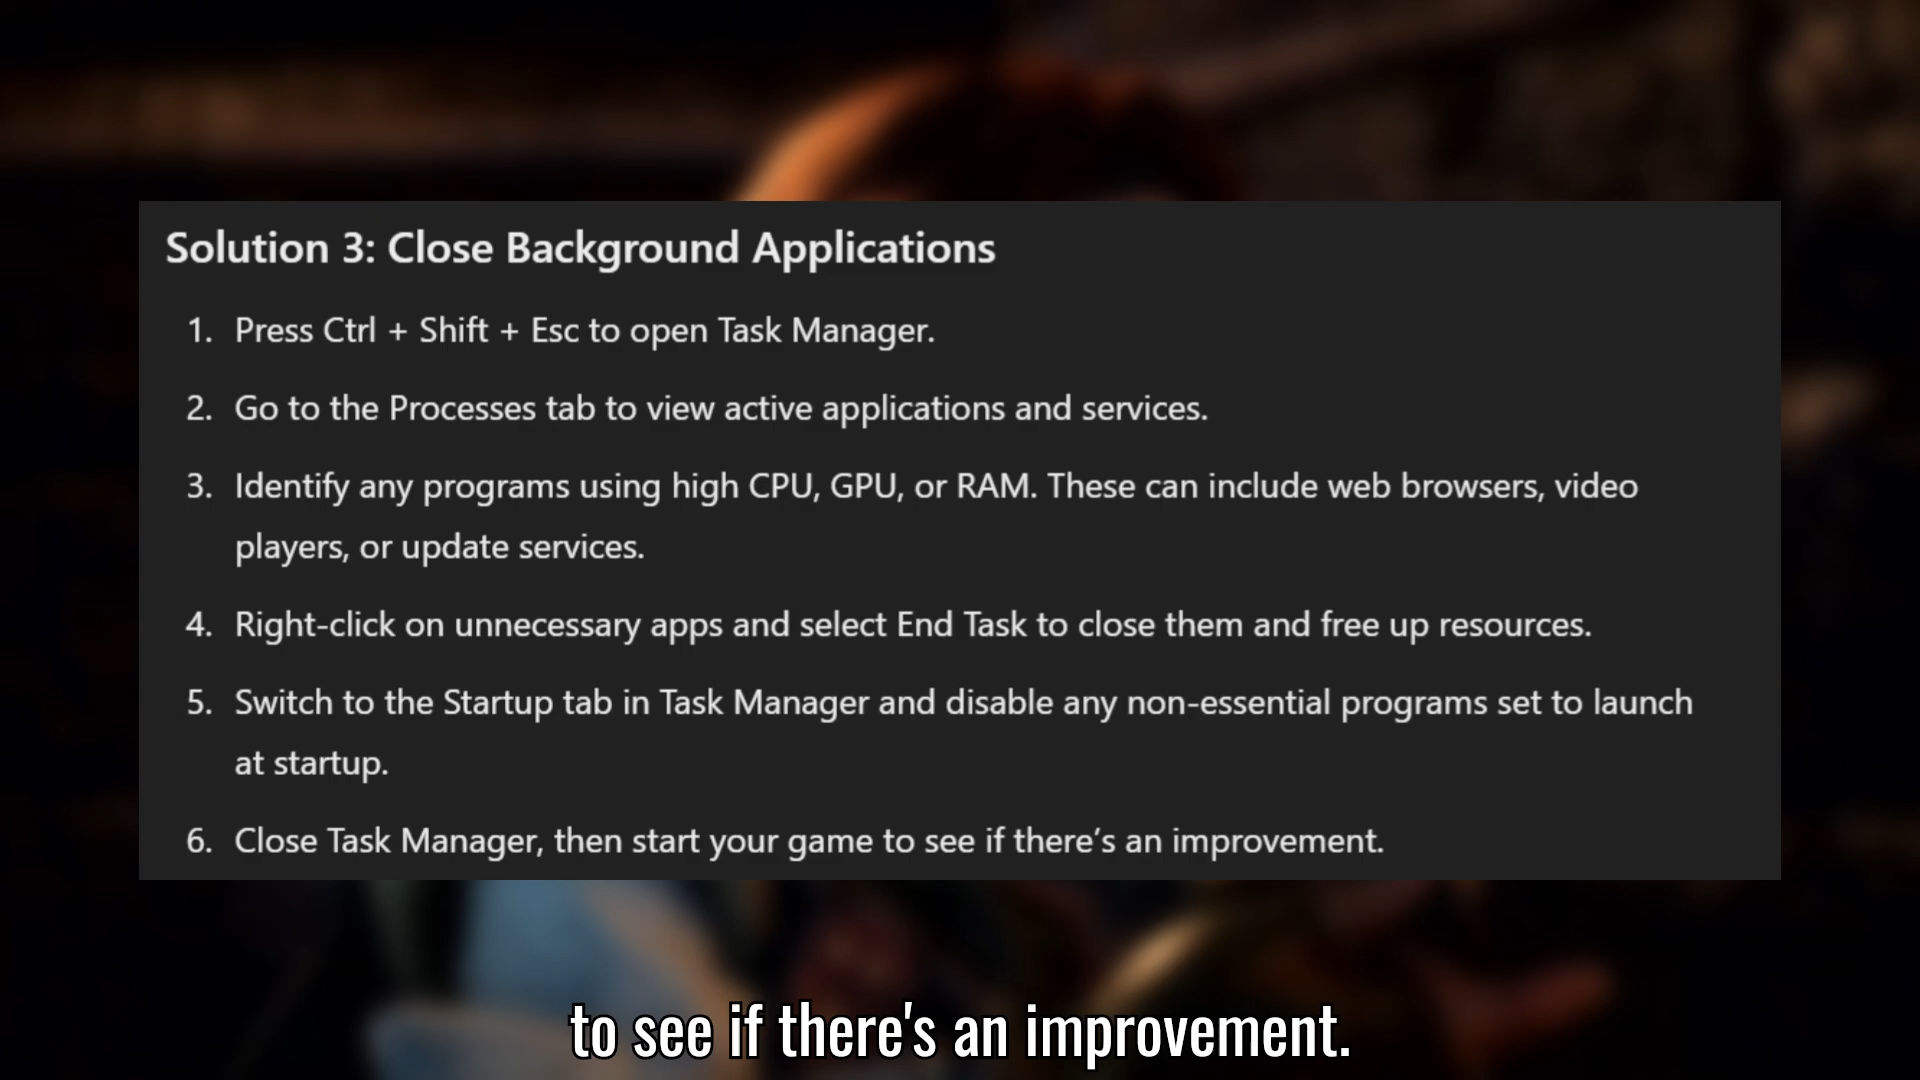 Solution 3: Close Background Applications
1. Press Ctrl + Shift + Esc to open Task Manager.
2. Go to the Processes tab to view active applications and services.
3. Identify any programs using high CPU, GPU, or RAM. These can include web browsers, video
players, or update services.
4. Right-click on unnecessary apps and select End Task to close them and free up resources.
5. Switch to the Startup tab in Task Manager and disable any non-essential programs set to launch
at startup.
6. Close Task Manager, then start your game to see if there’s an improvement.
to see if there's an improvement.